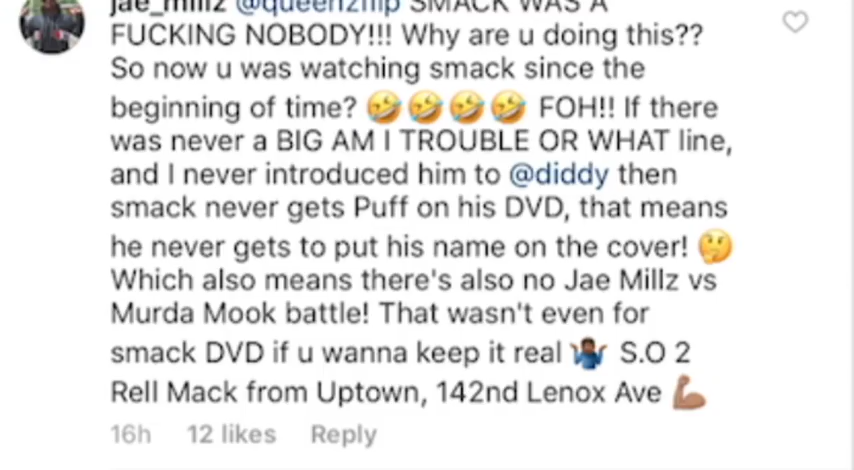 jae_millz @queenzflip SMACK WAS A
FUCKING NOBODY!!! Why are u doing this??
So now u was watching smack since the
beginning of time? 🤣🤣🤣🤣 FOH!! If there
was never a BIG AM I TROUBLE OR WHAT line,
and I never introduced him to @diddy then
smack never gets Puff on his DVD, that means
he never gets to put his name on the cover! 🤔
Which also means there's also no Jae Millz vs
Murda Mook battle! That wasn't even for
smack DVD if u wanna keep it real 🤷🏾‍♂️ S.O 2
Rell Mack from Uptown, 142nd Lenox Ave 💪🏽
16h 12 likes Reply